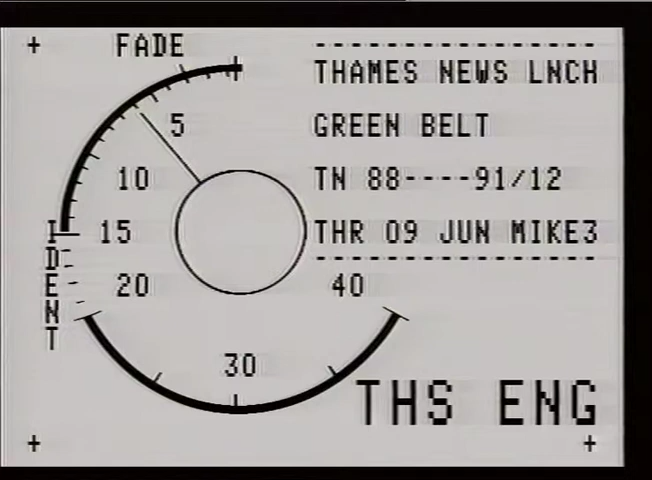 FADE
THAMES NEWS LNCH
GREEN BELT
5
TN 88----91/12
10
THR 09 JUN MIKE3
15
IDENT
20
40
30
THS ENG